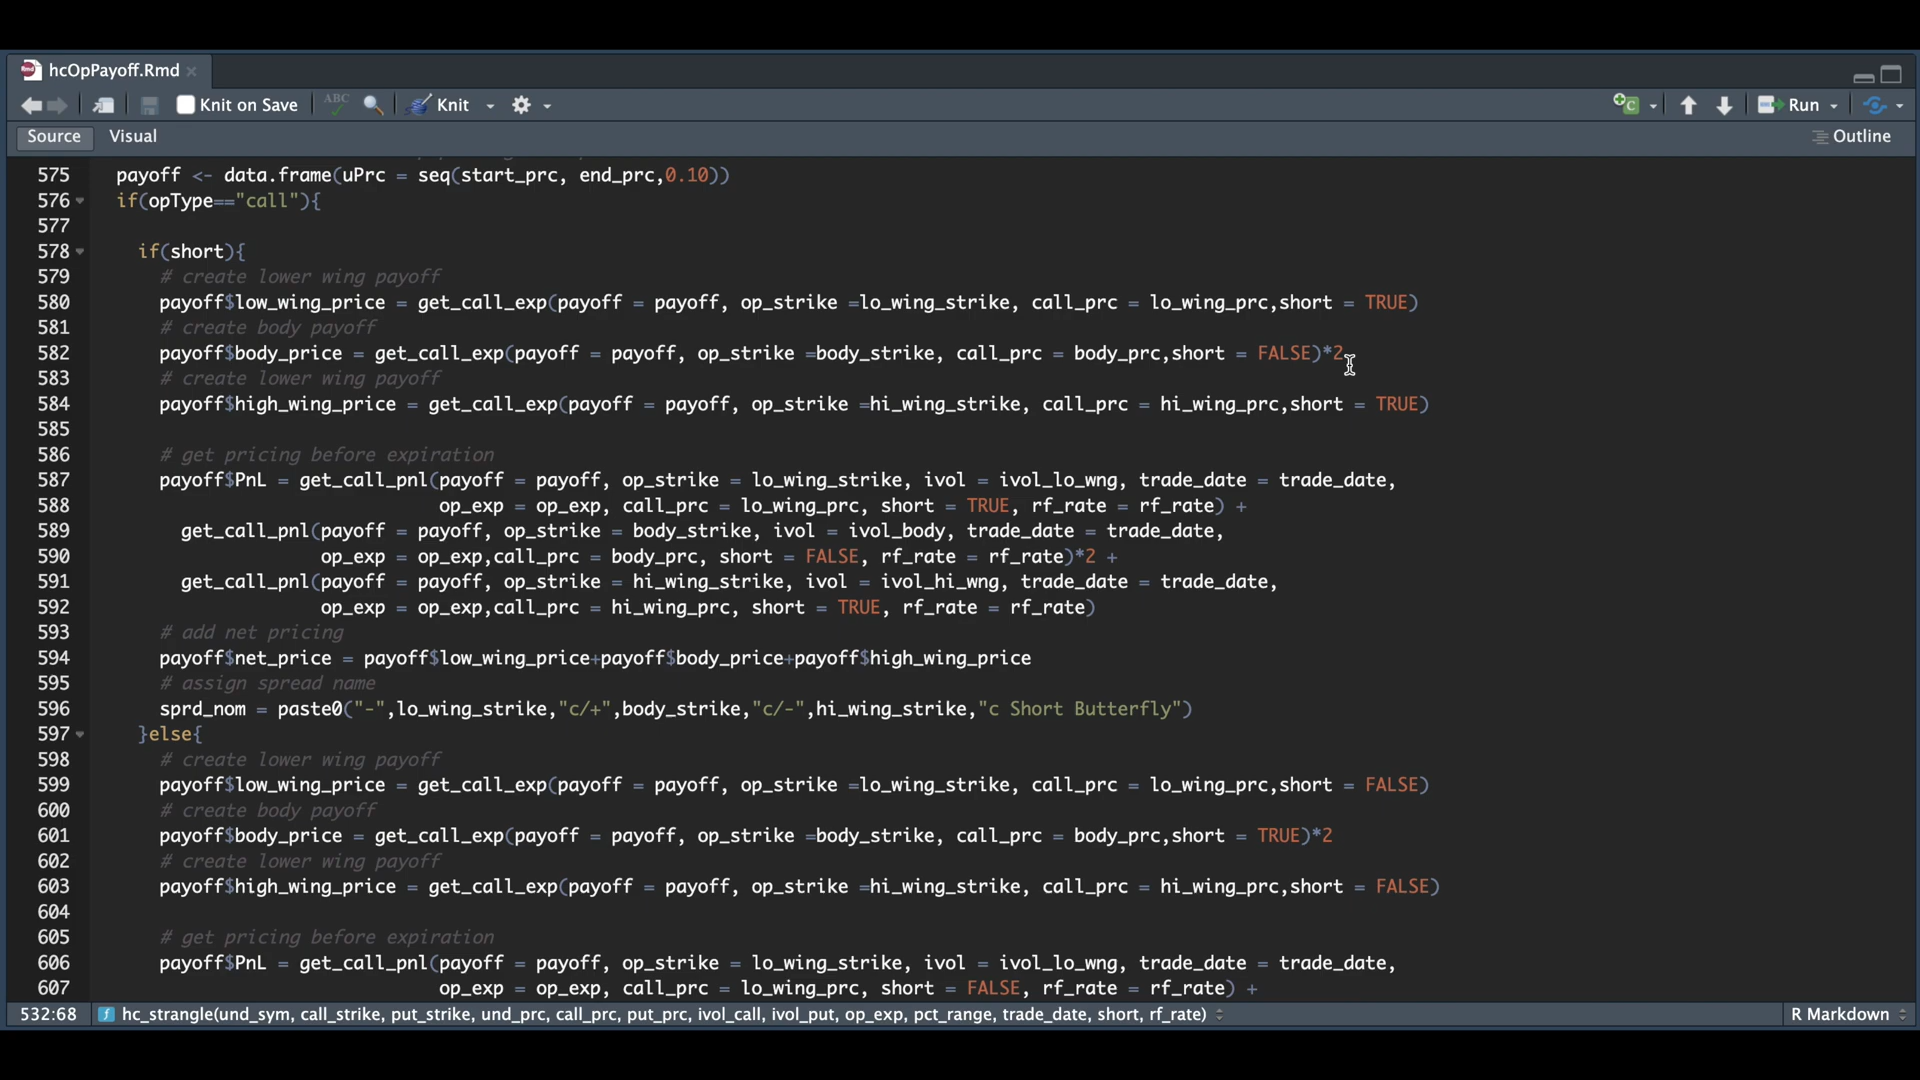 hcOpPayoff.Rmd
Knit on Save ABC Knit Run
Source Visual Outline
575 payoff <- data.frame(uPrc = seq(start_prc, end_prc,0.10))
576 if(opType=="call"){
577
578 if(short){
579 # create lower wing payoff
580 payoff$low_wing_price = get_call_exp(payoff = payoff, op_strike =lo_wing_strike, call_prc = lo_wing_prc,short = TRUE)
581 # create body payoff
582 payoff$body_price = get_call_exp(payoff = payoff, op_strike =body_strike, call_prc = body_prc,short = FALSE)*2
583 # create lower wing payoff
584 payoff$high_wing_price = get_call_exp(payoff = payoff, op_strike =hi_wing_strike, call_prc = hi_wing_prc,short = TRUE)
585
586 # get pricing before expiration
587 payoff$PnL = get_call_pnl(payoff = payoff, op_strike = lo_wing_strike, ivol = ivol_lo_wng, trade_date = trade_date,
588 op_exp = op_exp, call_prc = lo_wing_prc, short = TRUE, rf_rate = rf_rate) +
589 get_call_pnl(payoff = payoff, op_strike = body_strike, ivol = ivol_body, trade_date = trade_date,
590 op_exp = op_exp,call_prc = body_prc, short = FALSE, rf_rate = rf_rate)*2 +
591 get_call_pnl(payoff = payoff, op_strike = hi_wing_strike, ivol = ivol_hi_wng, trade_date = trade_date,
592 op_exp = op_exp,call_prc = hi_wing_prc, short = TRUE, rf_rate = rf_rate)
593 # add net pricing
594 payoff$net_price = payoff$low_wing_price+payoff$body_price+payoff$high_wing_price
595 # assign spread name
596 sprd_nom = paste0("-",lo_wing_strike,"c/+",body_strike,"c/-",hi_wing_strike,"c Short Butterfly")
597 }else{
598 # create lower wing payoff
599 payoff$low_wing_price = get_call_exp(payoff = payoff, op_strike =lo_wing_strike, call_prc = lo_wing_prc,short = FALSE)
600 # create body payoff
601 payoff$body_price = get_call_exp(payoff = payoff, op_strike =body_strike, call_prc = body_prc,short = TRUE)*2
602 # create lower wing payoff
603 payoff$high_wing_price = get_call_exp(payoff = payoff, op_strike =hi_wing_strike, call_prc = hi_wing_prc,short = FALSE)
604
605 # get pricing before expiration
606 payoff$PnL = get_call_pnl(payoff = payoff, op_strike = lo_wing_strike, ivol = ivol_lo_wng, trade_date = trade_date,
607 op_exp = op_exp, call_prc = lo_wing_prc, short = FALSE, rf_rate = rf_rate) +
532:68 hc_strangle(und_sym, call_strike, put_strike, und_prc, call_prc, put_prc, ivol_call, ivol_put, op_exp, pct_range, trade_date, short, rf_rate) R Markdown